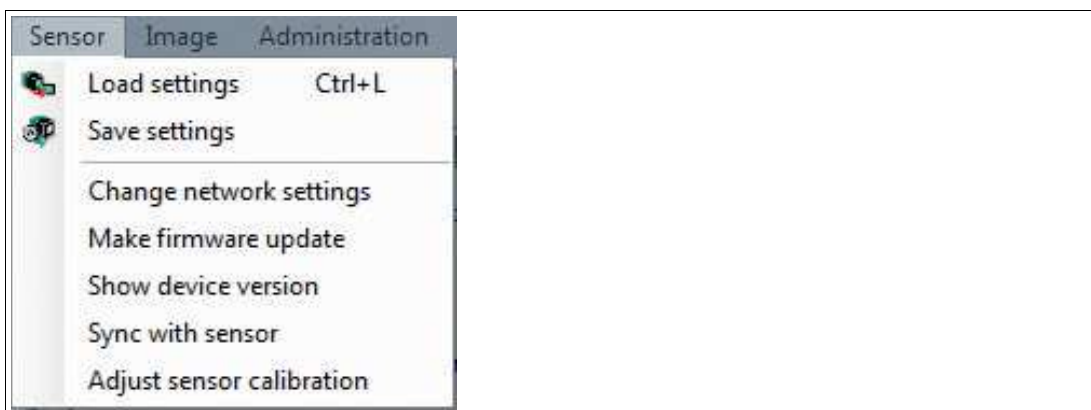 Sensor Image Administration
Load settings Ctrl+L
Save settings
Change network settings
Make firmware update
Show device version
Sync with sensor
Adjust sensor calibration